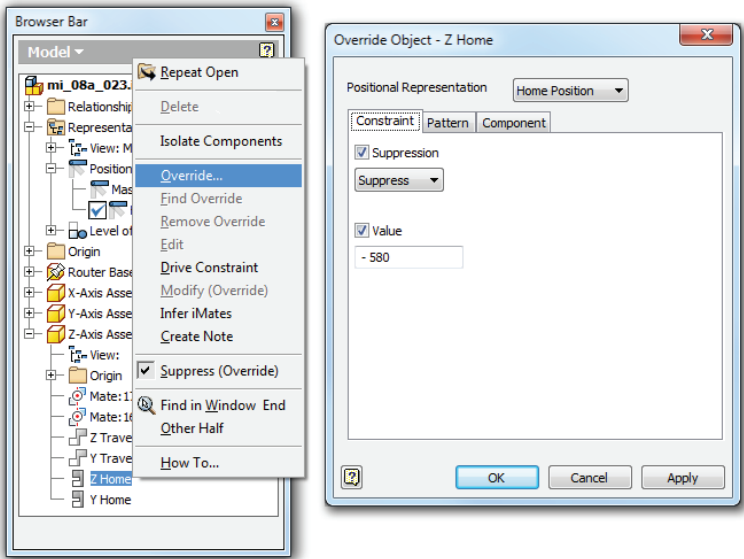 Browser Bar
Model
mi_08a_023.
Relationship
Representa
View: M
Position
Mas
Level of
Origin
Router Base
X-Axis Asse
Y-Axis Asse
Z-Axis Asse
View:
Origin
Mate:1
Mate:16
Z Trave
Y Trave
Z Home
Y Home
Repeat Open
Delete
Isolate Components
Override...
Find Override
Remove Override
Edit
Drive Constraint
Modify (Override)
Infer iMates
Create Note
Suppress (Override)
Find in Window End
Other Half
How To...
Override Object - Z Home
Positional Representation Home Position
Constraint Pattern Component
Suppression
Suppress
Value
- 580
OK Cancel Apply